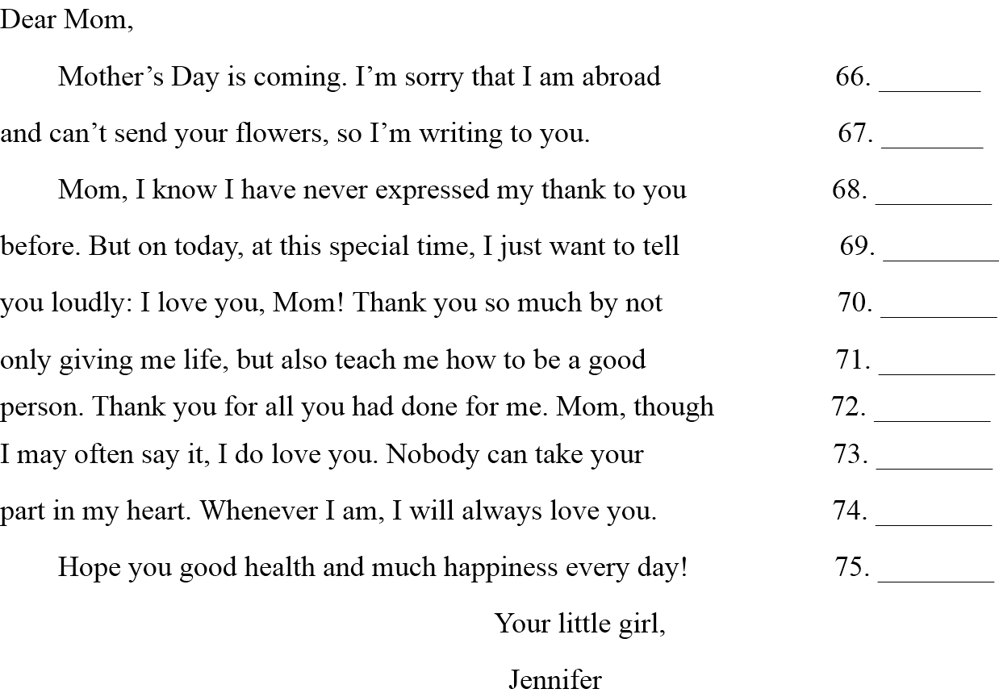 Dear Mom,
Mother’s Day is coming. I’m sorry that I am abroad 66. _______
and can’t send your flowers, so I’m writing to you. 67. _______
Mom, I know I have never expressed my thank to you 68. ________
before. But on today, at this special time, I just want to tell 69. ________
you loudly: I love you, Mom! Thank you so much by not 70. ________
only giving me life, but also teach me how to be a good 71. ________
person. Thank you for all you had done for me. Mom, though 72. ________
I may often say it, I do love you. Nobody can take your 73. ________
part in my heart. Whenever I am, I will always love you. 74. ________
Hope you good health and much happiness every day! 75. ________
Your little girl,
Jennifer